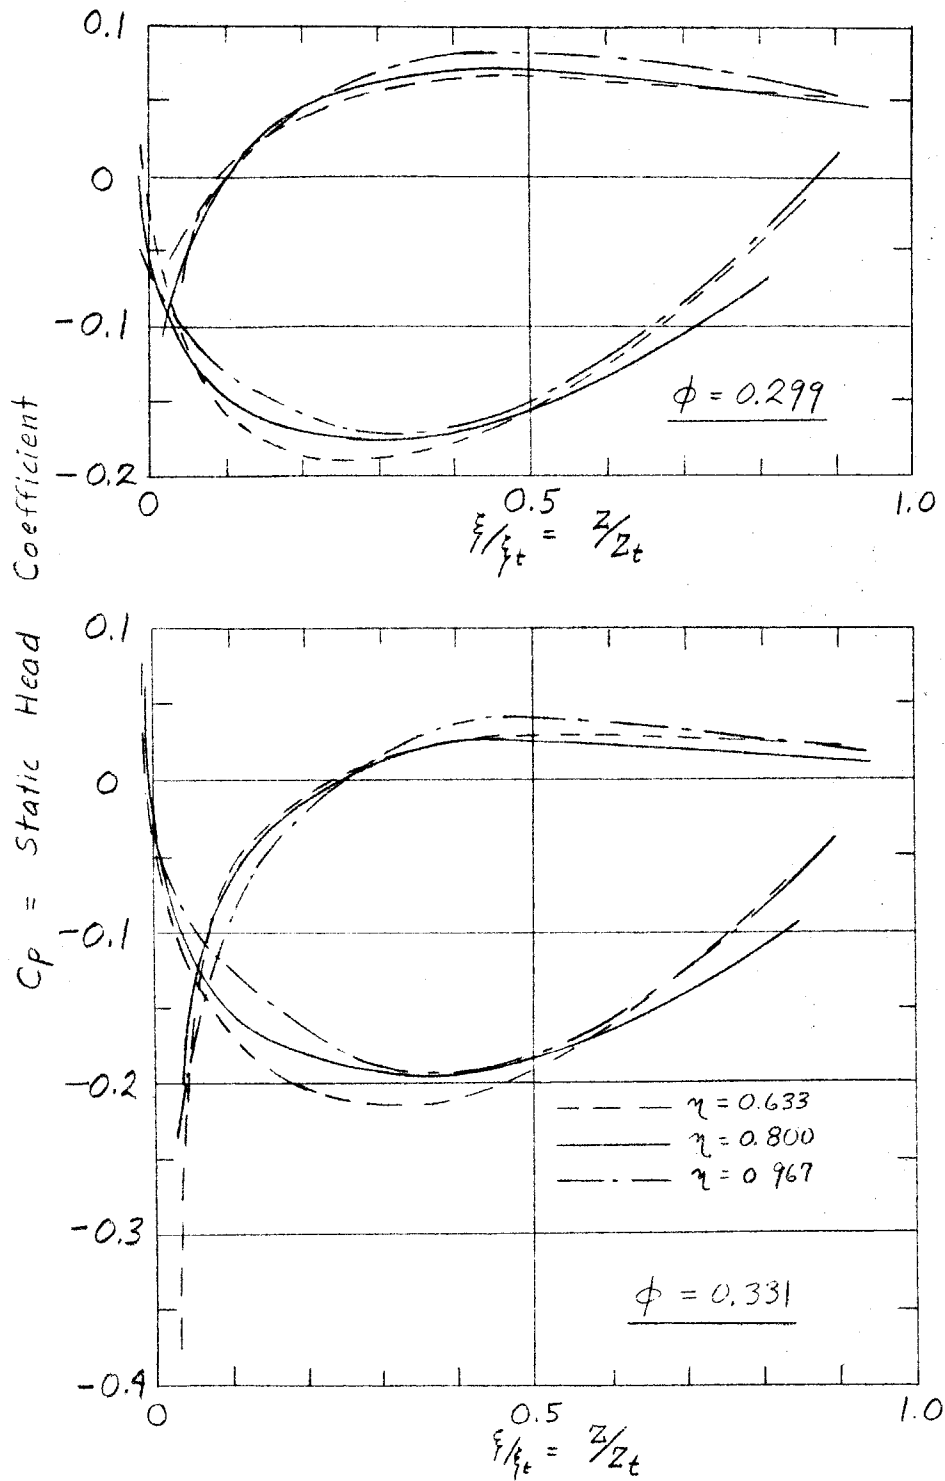 0.1
0
-0.1
-0.2
0
0.5
1.0
ξ/ξt = Z/Zt
φ = 0.299
Cp = Static Head Coefficient
0.1
0
-0.1
-0.2
-0.3
-0.4
0
0.5
1.0
η = 0.633
η = 0.800
η = 0 967
φ = 0.331
ξ/ξt = Z/Zt